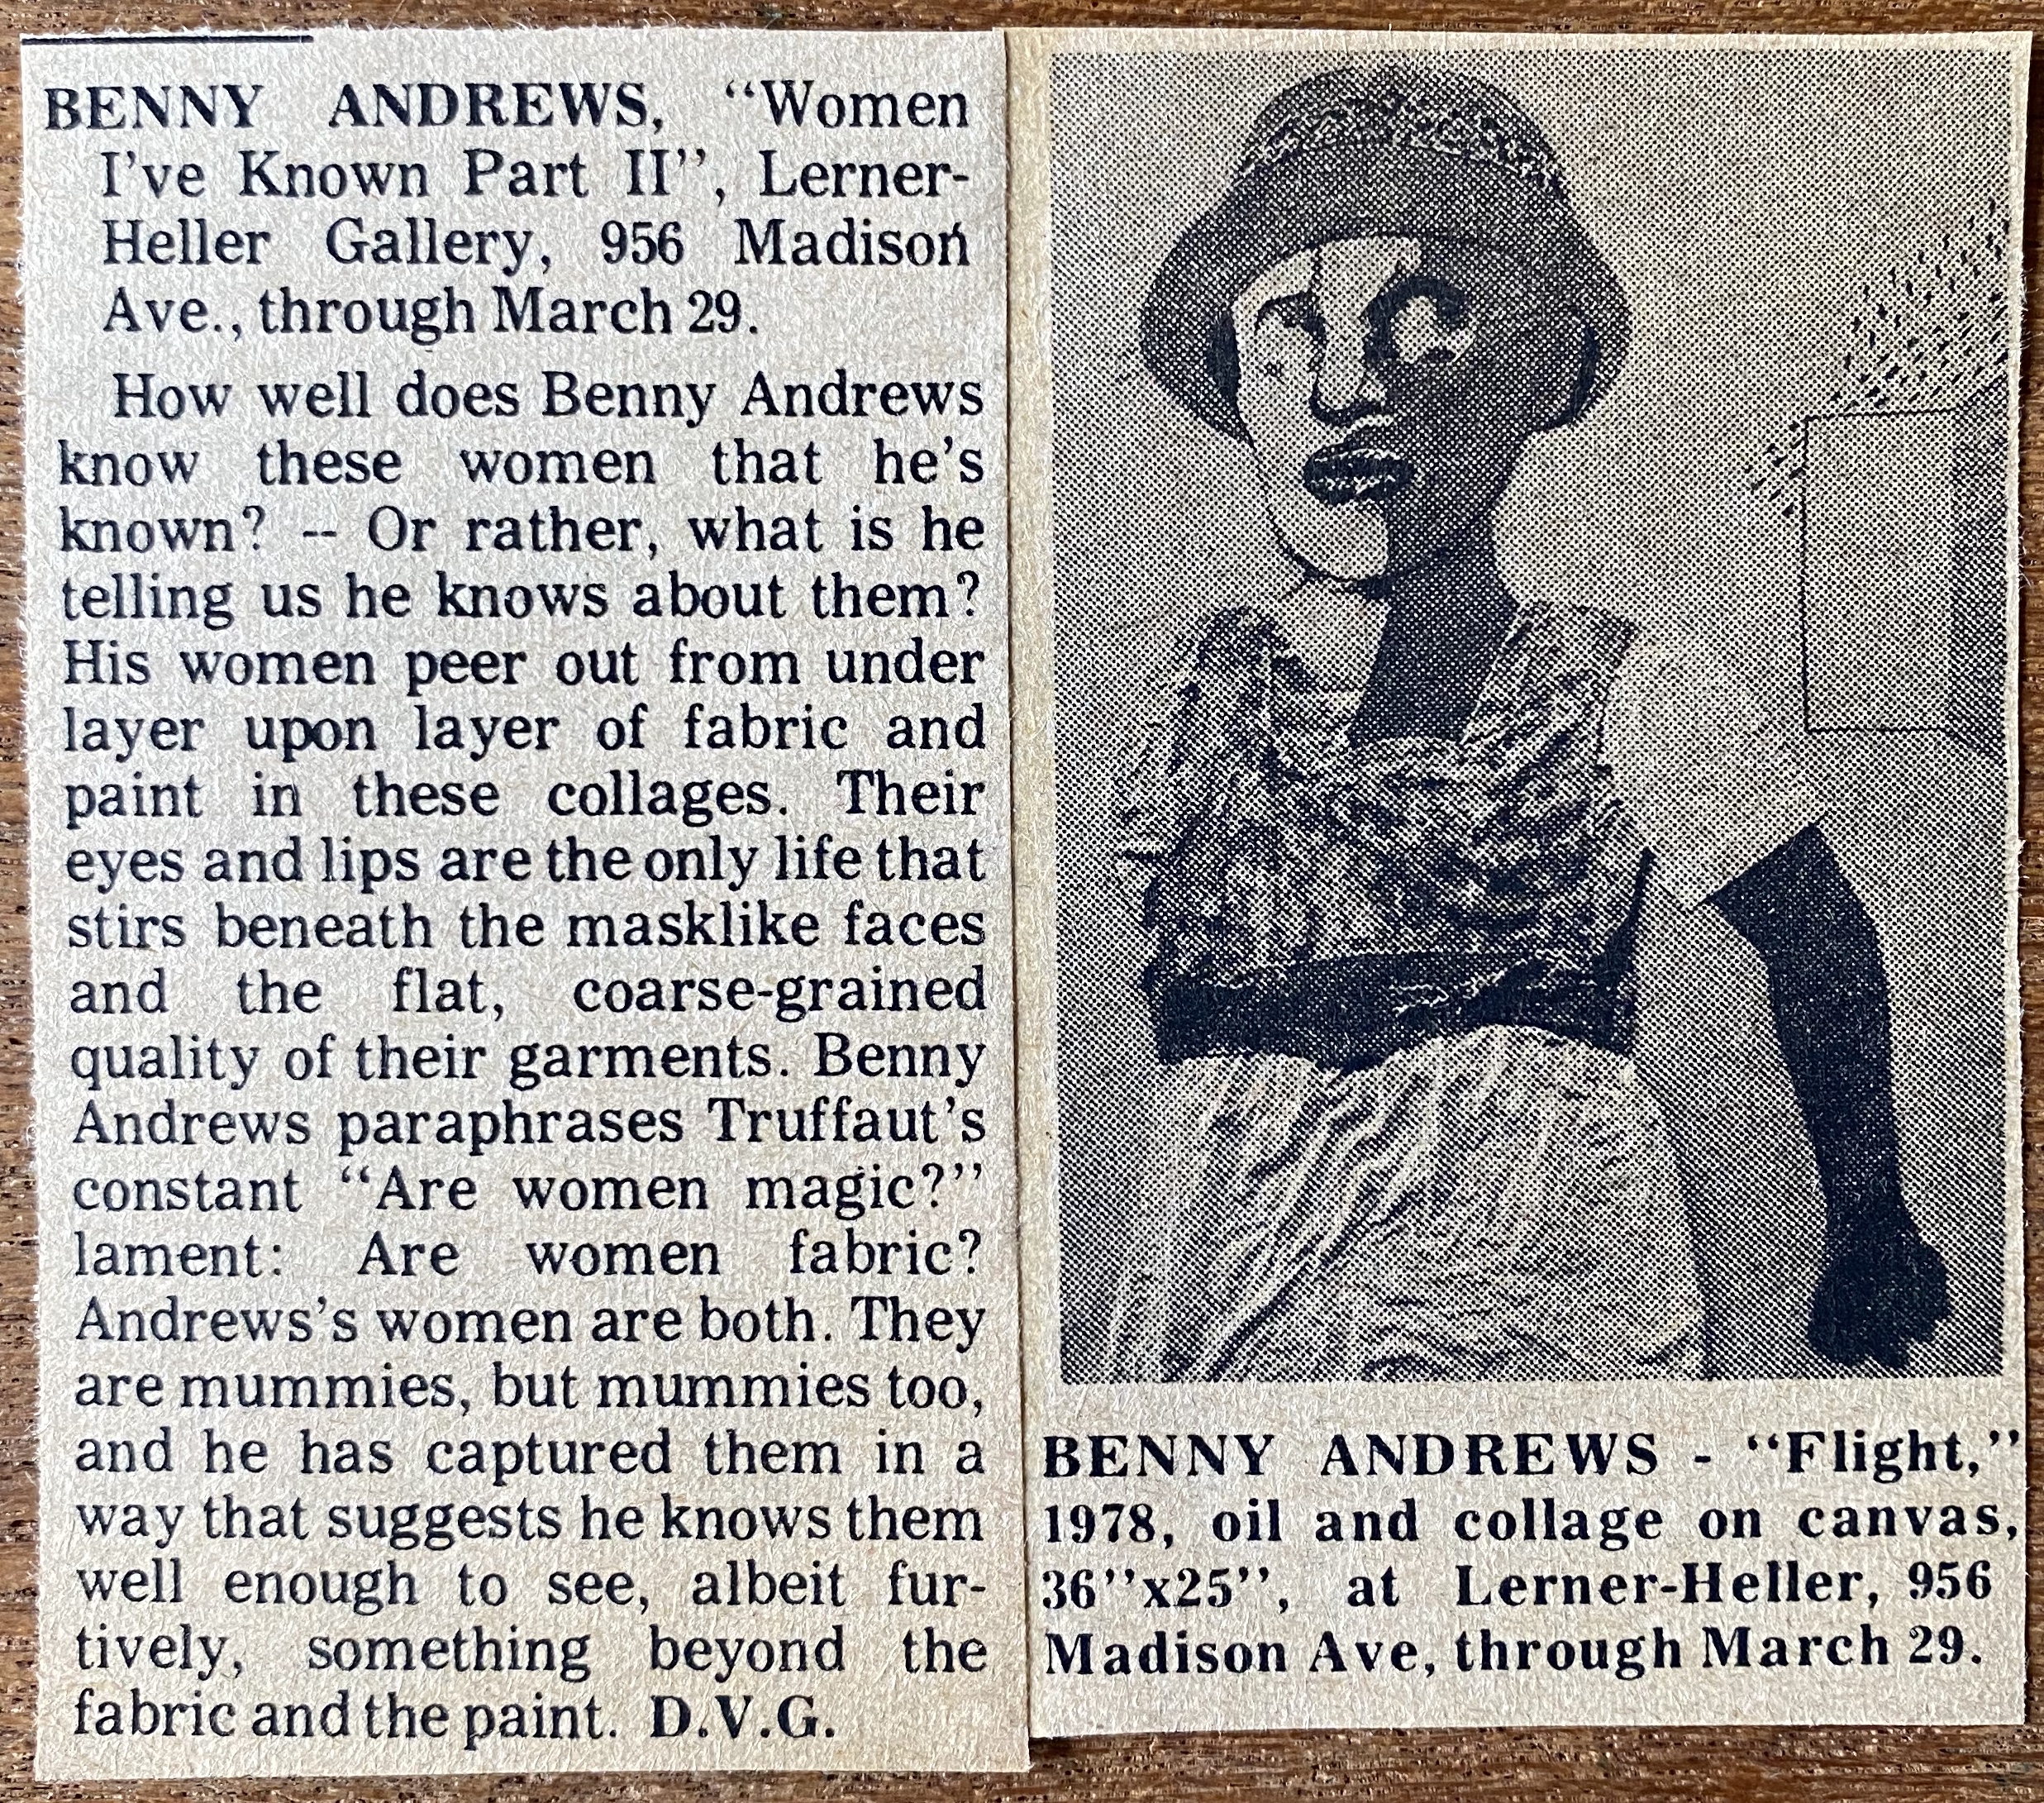 BENNY ANDREWS, “Women
I’ve Known Part II”, Lerner-
Heller Gallery, 956 Madison
Ave., through March 29.
How well does Benny Andrews
know these women that he’s
known? -- Or rather, what is he
telling us he knows about them?
His women peer out from under
layer upon layer of fabric and
paint in these collages. Their
eyes and lips are the only life that
stirs beneath the masklike faces
and the flat, coarse-grained
quality of their garments. Benny
Andrews paraphrases Truffaut’s
constant “Are women magic?”
lament: Are women fabric?
Andrews’s women are both. They
are mummies, but mummies too,
and he has captured them in a
way that suggests he knows them
well enough to see, albeit fur-
tively, something beyond the
fabric and the paint. D.V.G.
BENNY ANDREWS - “Flight,”
1978, oil and collage on canvas,
36’’x25’’, at Lerner-Heller, 956
Madison Ave, through March 29.